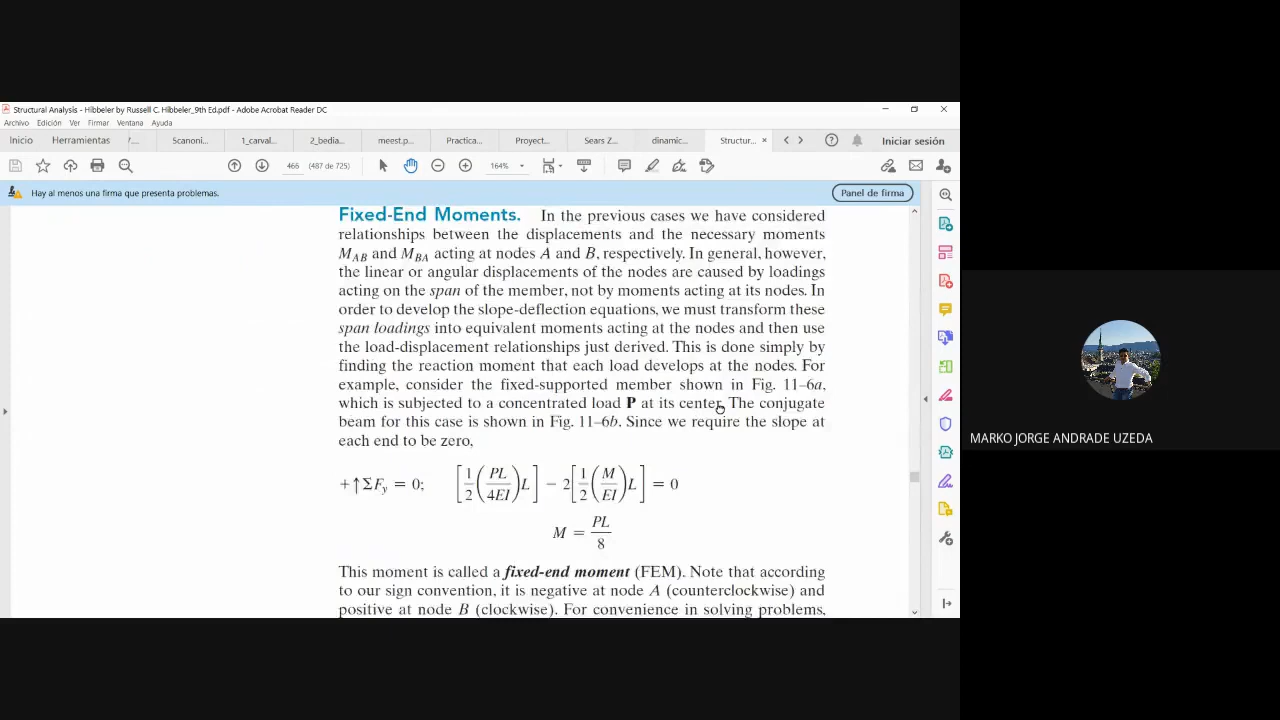 Structural Analysis - Hibbeler by Russell C. Hibbeler_9th Ed.pdf - Adobe Acrobat Reader DC
Archivo Edición Ver Firmar Ventana Ayuda
Inicio Herramientas Scanoni... 1_carval... 2_bedia... meest.p... Practica... Proyect... Sears Z... dinamic... Structur... × Iniciar sesión
466 (487 de 725) 164%
Hay al menos una firma que presenta problemas. Panel de firma
Fixed-End Moments. In the previous cases we have considered
relationships between the displacements and the necessary moments
M_AB and M_BA acting at nodes A and B, respectively. In general, however,
the linear or angular displacements of the nodes are caused by loadings
acting on the span of the member, not by moments acting at its nodes. In
order to develop the slope-deflection equations, we must transform these
span loadings into equivalent moments acting at the nodes and then use
the load-displacement relationships just derived. This is done simply by
finding the reaction moment that each load develops at the nodes. For
example, consider the fixed-supported member shown in Fig. 11–6a,
which is subjected to a concentrated load P at its center. The conjugate
beam for this case is shown in Fig. 11–6b. Since we require the slope at
each end to be zero,
+↑ΣF_y = 0; [1/2 (PL/4EI) L] − 2[1/2 (M/EI) L] = 0
M = PL/8
This moment is called a fixed-end moment (FEM). Note that according
to our sign convention, it is negative at node A (counterclockwise) and
positive at node B (clockwise). For convenience in solving problems,
MARKO JORGE ANDRADE UZEDA